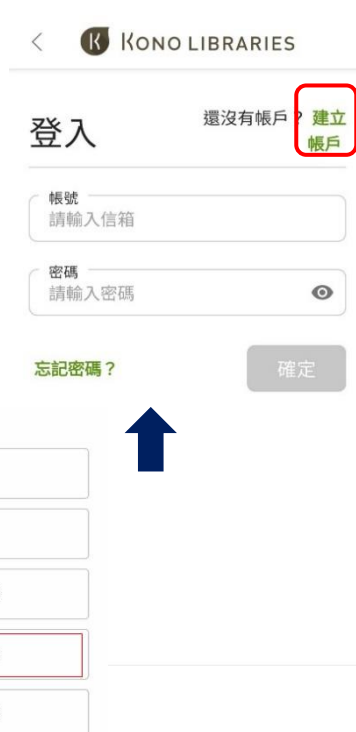 KONO LIBRARIES
登入
還沒有帳戶？ 建立
帳戶
帳號
請輸入信箱
密碼
請輸入密碼
忘記密碼？
確定